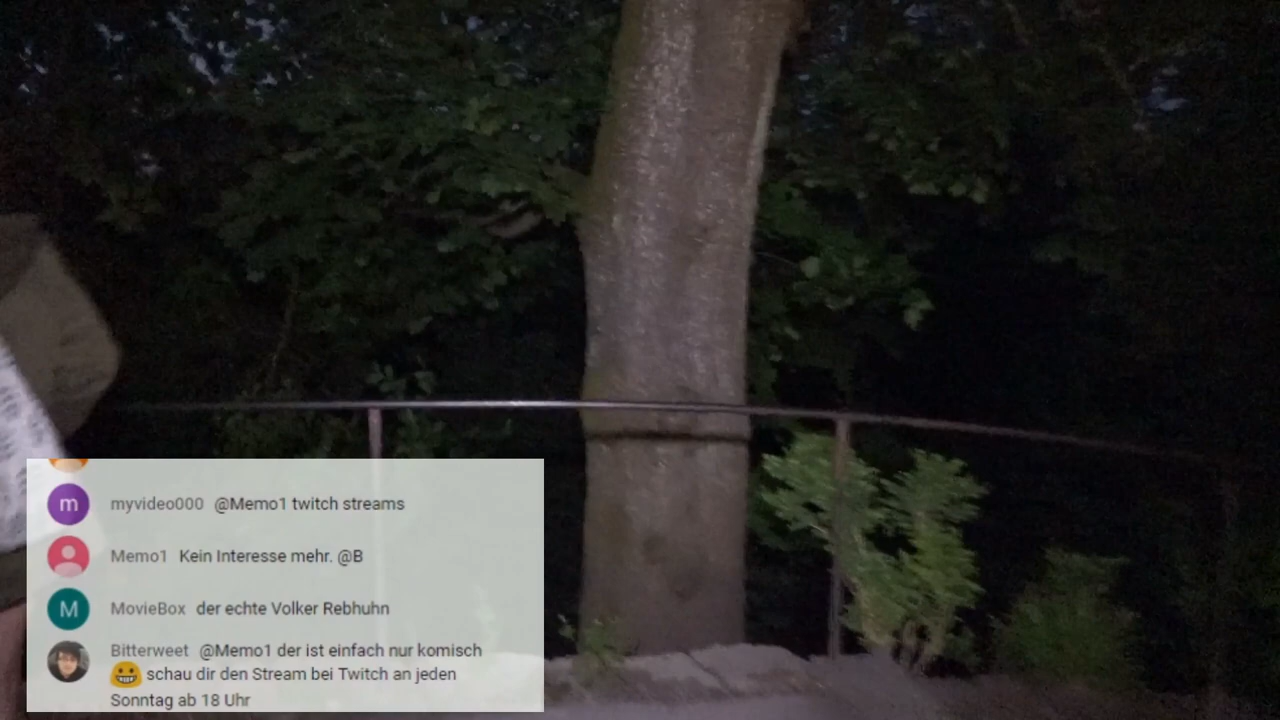 m myvideo000 @Memo1 twitch streams
Memo1 Kein Interesse mehr. @B
M MovieBox der echte Volker Rebhuhn
Bitterweet @Memo1 der ist einfach nur komisch
schau dir den Stream bei Twitch an jeden
Sonntag ab 18 Uhr